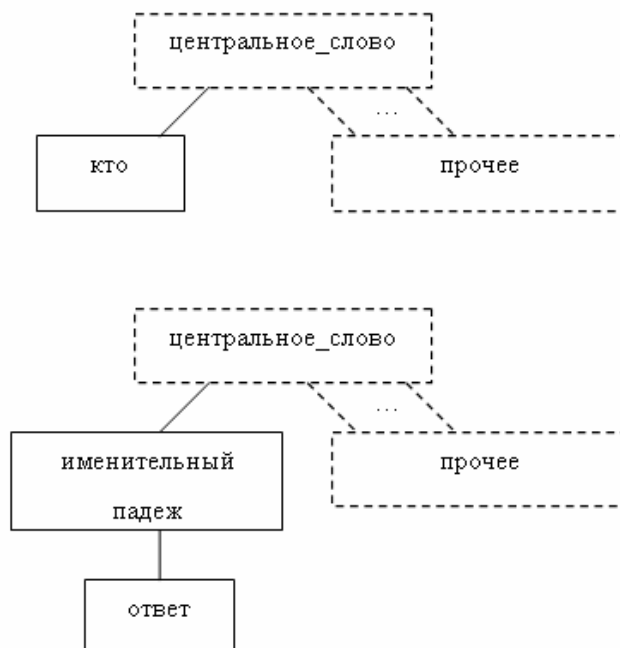 центральное_слово
...
кто
прочее
центральное_слово
...
именительный
прочее
падеж
ответ